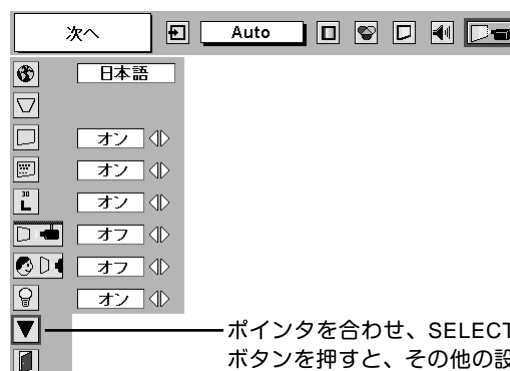 次へ
Auto
日本語
オン
オン
30
L
オン
オフ
オフ
オン
ポインタを合わせ、SELECT
ボタンを押すと、その他の設